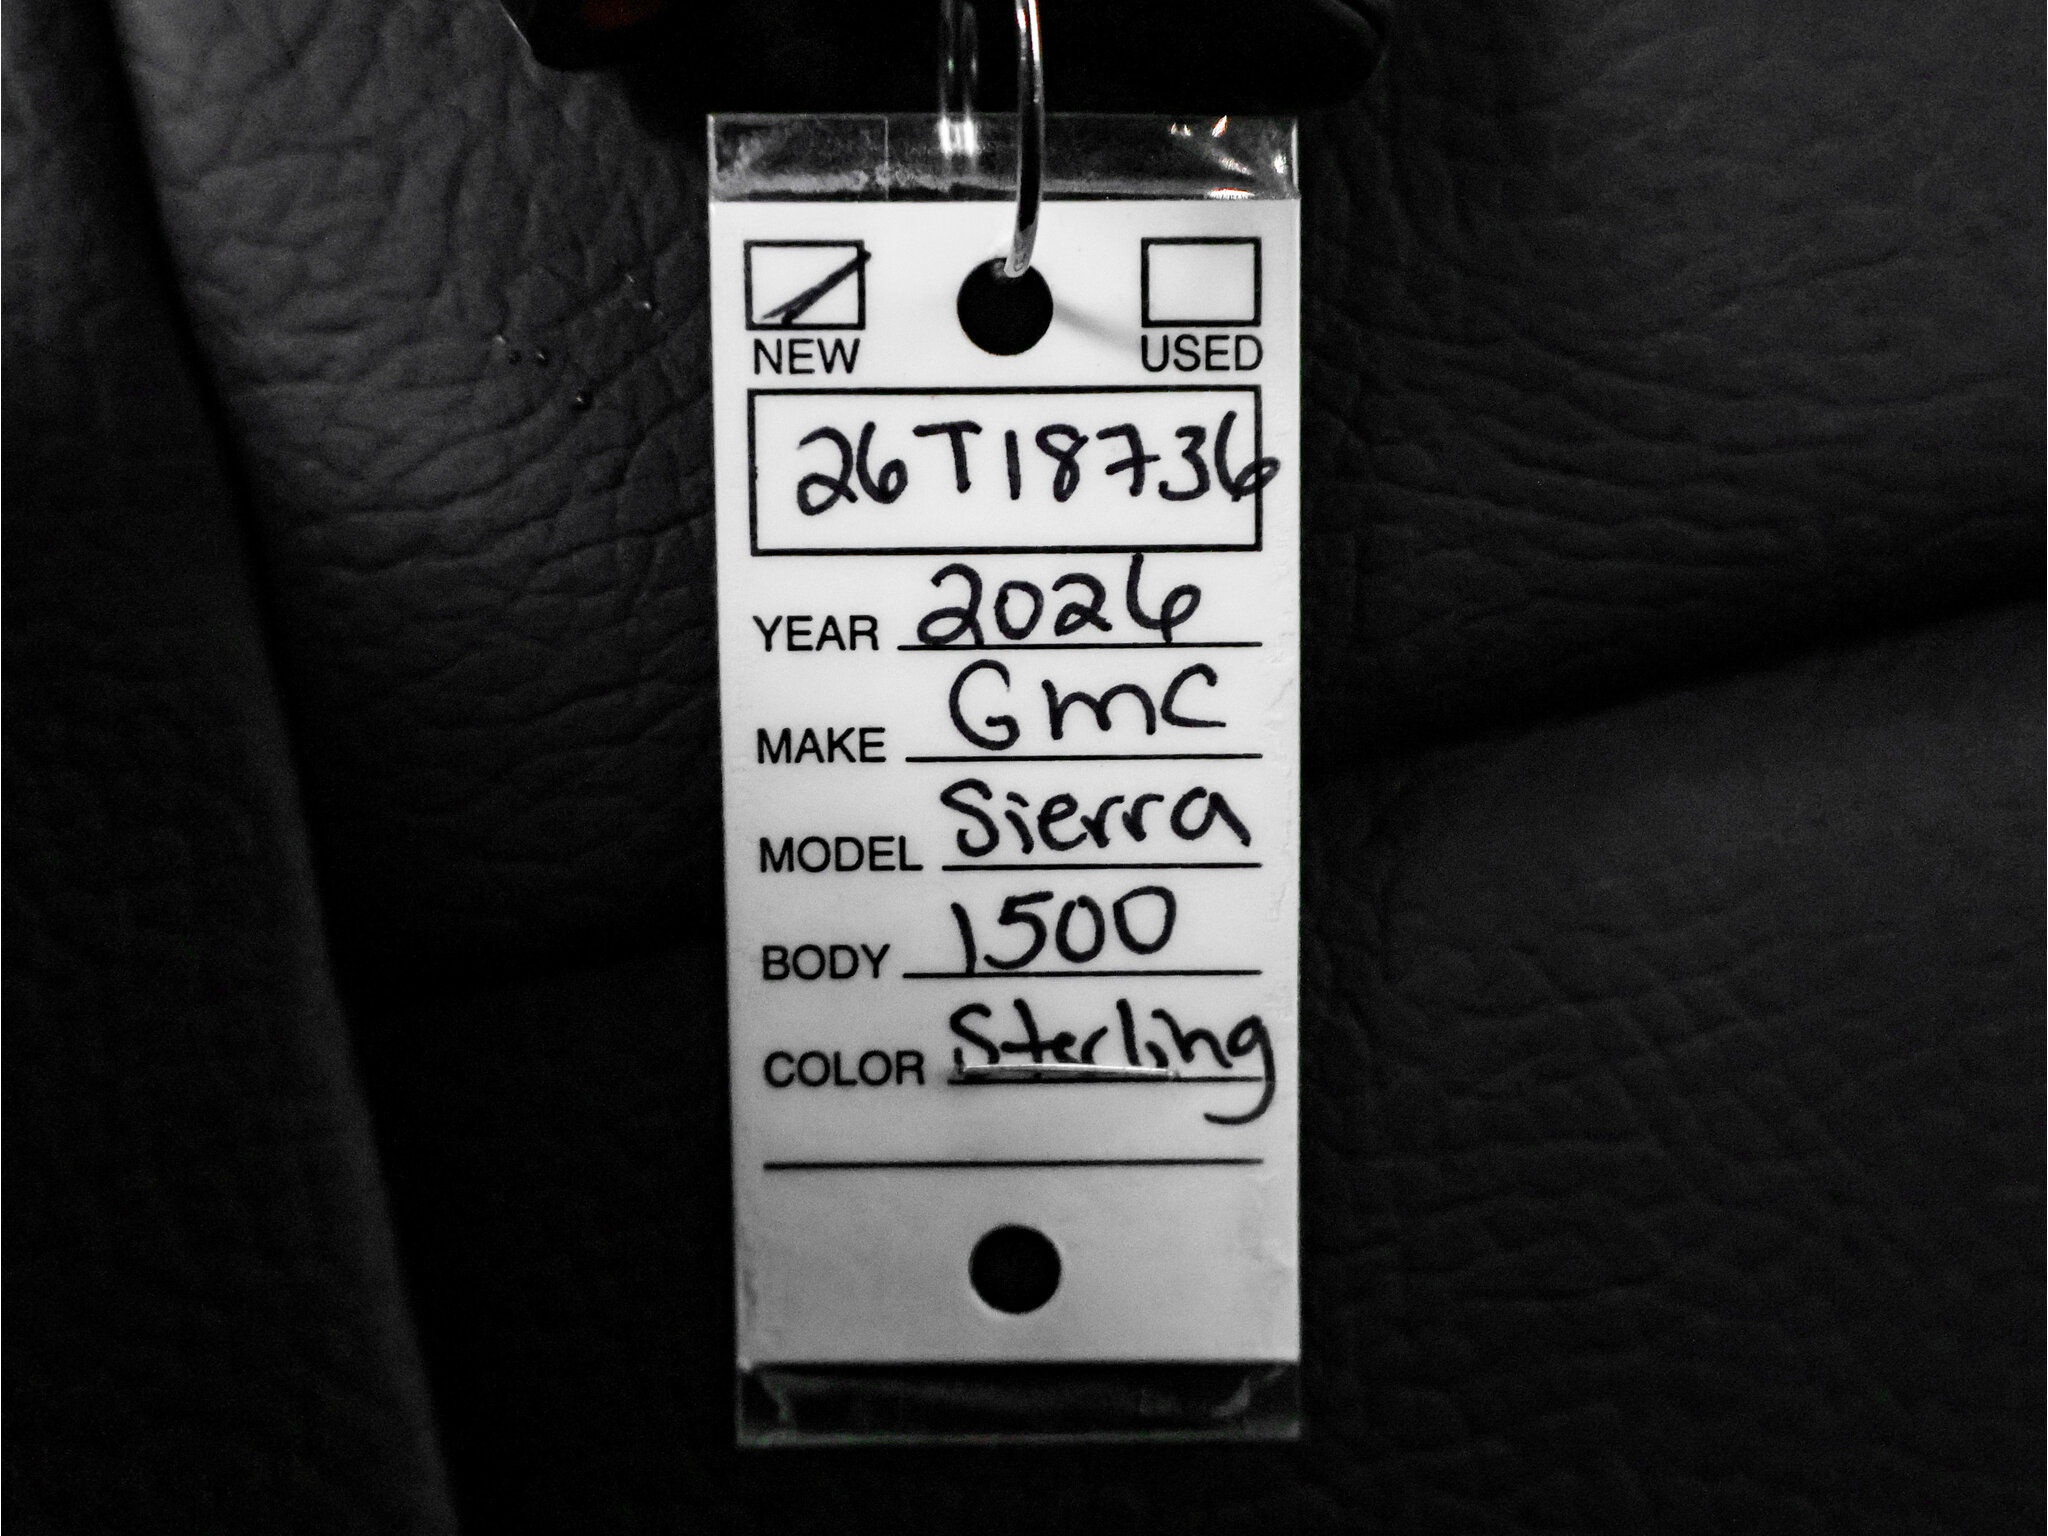 NEW USED
26T18736
YEAR 2026
MAKE GMC
MODEL Sierra
BODY 1500
COLOR Sterling